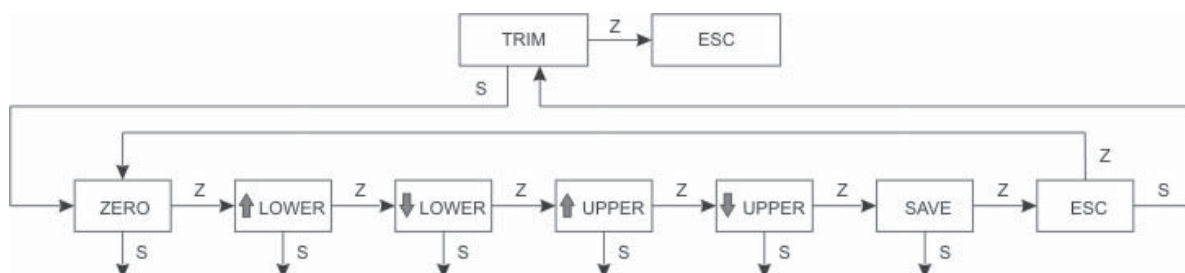 TRIM Z ESC
S
Z
ZERO Z ⬆ LOWER Z ⬇ LOWER Z ⬆ UPPER Z ⬇ UPPER Z SAVE Z ESC S
S S S S S S